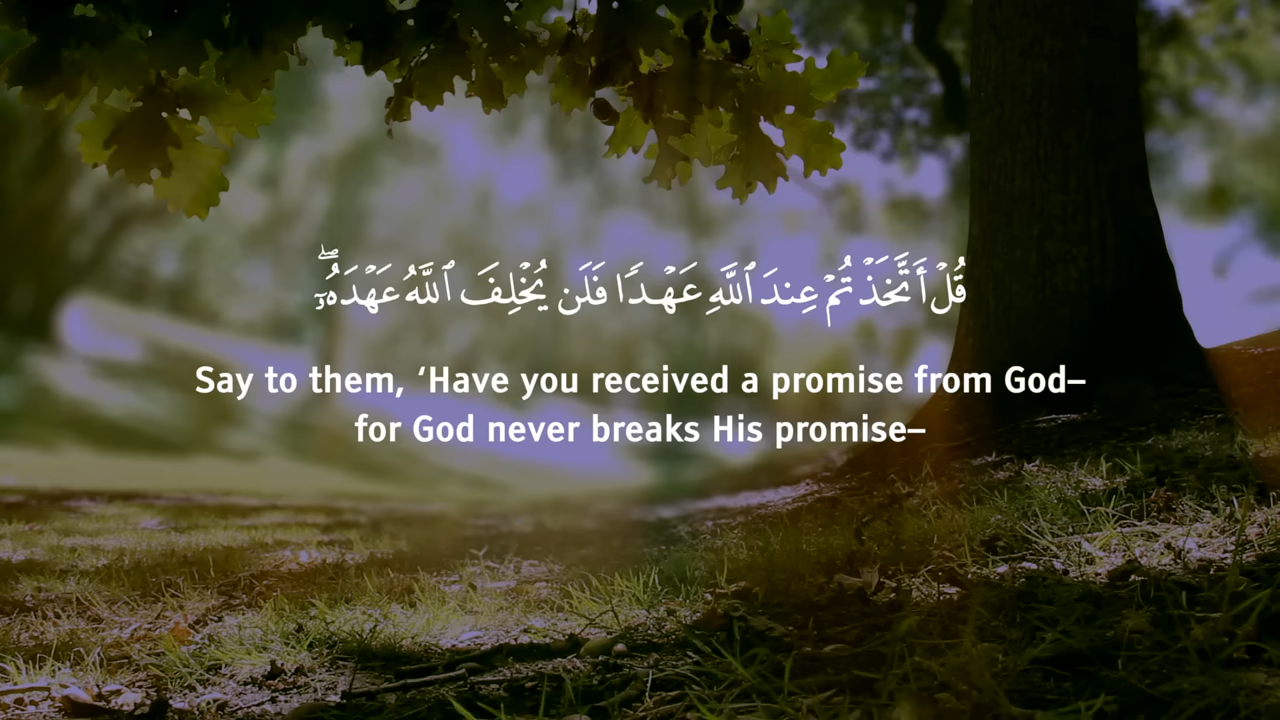 قُلْ أَتَّخَذْتُمْ عِندَ ٱللَّهِ عَهْدًا فَلَن يُخْلِفَ ٱللَّهُ عَهْدَهُۥٓ ۖ
Say to them, ‘Have you received a promise from God–
for God never breaks His promise–